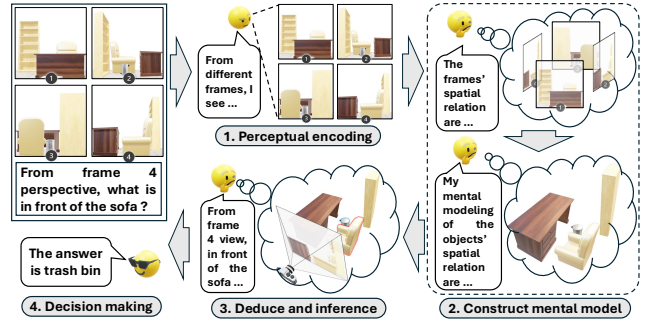 1
2
3
4
From frame 4
perspective, what is
in front of the sofa ?
From
different
frames, I
see ...
1
2
3
4
1. Perceptual encoding
The
frames’
spatial
relation
are ...
1
My
mental
modeling
of the
objects’
spatial
relation
are ...
2. Construct mental model
From
frame
4 view,
in front
of the
sofa ...
3. Deduce and inference
The answer
is trash bin
4. Decision making